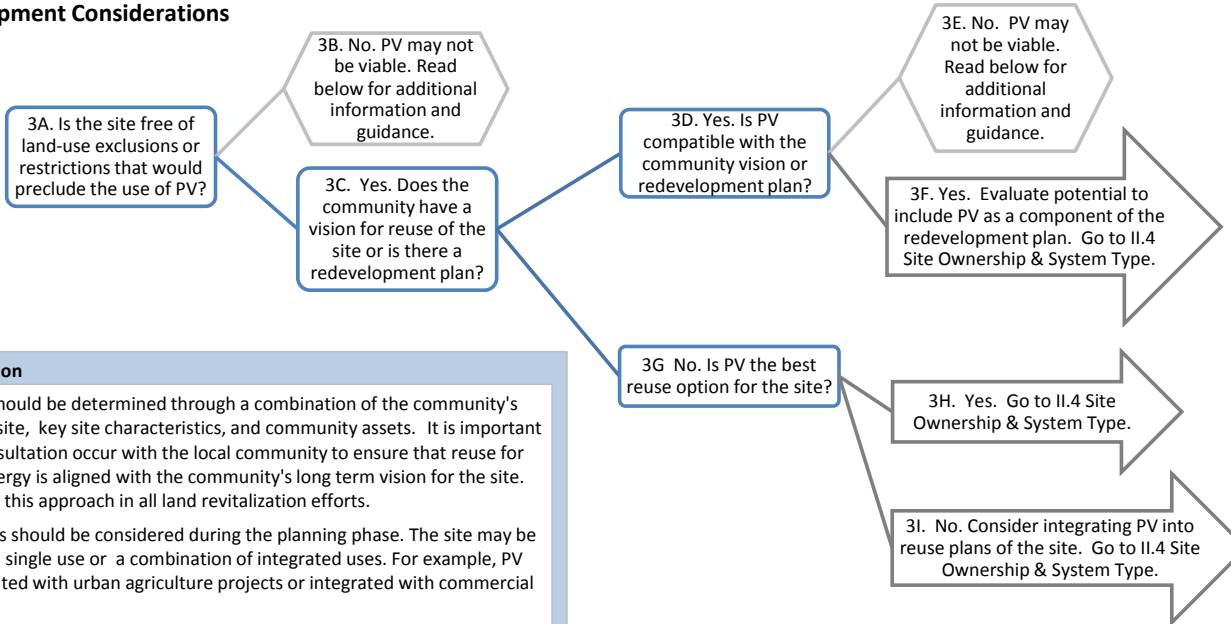 pment Considerations
3A. Is the site free of
land-use exclusions or
restrictions that would
preclude the use of PV?
3B. No. PV may not
be viable. Read
below for additional
information and
guidance.
3C. Yes. Does the
community have a
vision for reuse of the
site or is there a
redevelopment plan?
3D. Yes. Is PV
compatible with the
community vision or
redevelopment plan?
3E. No. PV may
not be viable.
Read below for
additional
information and
guidance.
3F. Yes. Evaluate potential to
include PV as a component of the
redevelopment plan. Go to II.4
Site Ownership & System Type.
3G No. Is PV the best
reuse option for the site?
3H. Yes. Go to II.4 Site
Ownership & System Type.
3I. No. Consider integrating PV into
reuse plans of the site. Go to II.4 Site
Ownership & System Type.
on
hould be determined through a combination of the community's
site, key site characteristics, and community assets. It is important
sultation occur with the local community to ensure that reuse for
ergy is aligned with the community's long term vision for the site.
this approach in all land revitalization efforts.
s should be considered during the planning phase. The site may be
single use or a combination of integrated uses. For example, PV
ted with urban agriculture projects or integrated with commercial